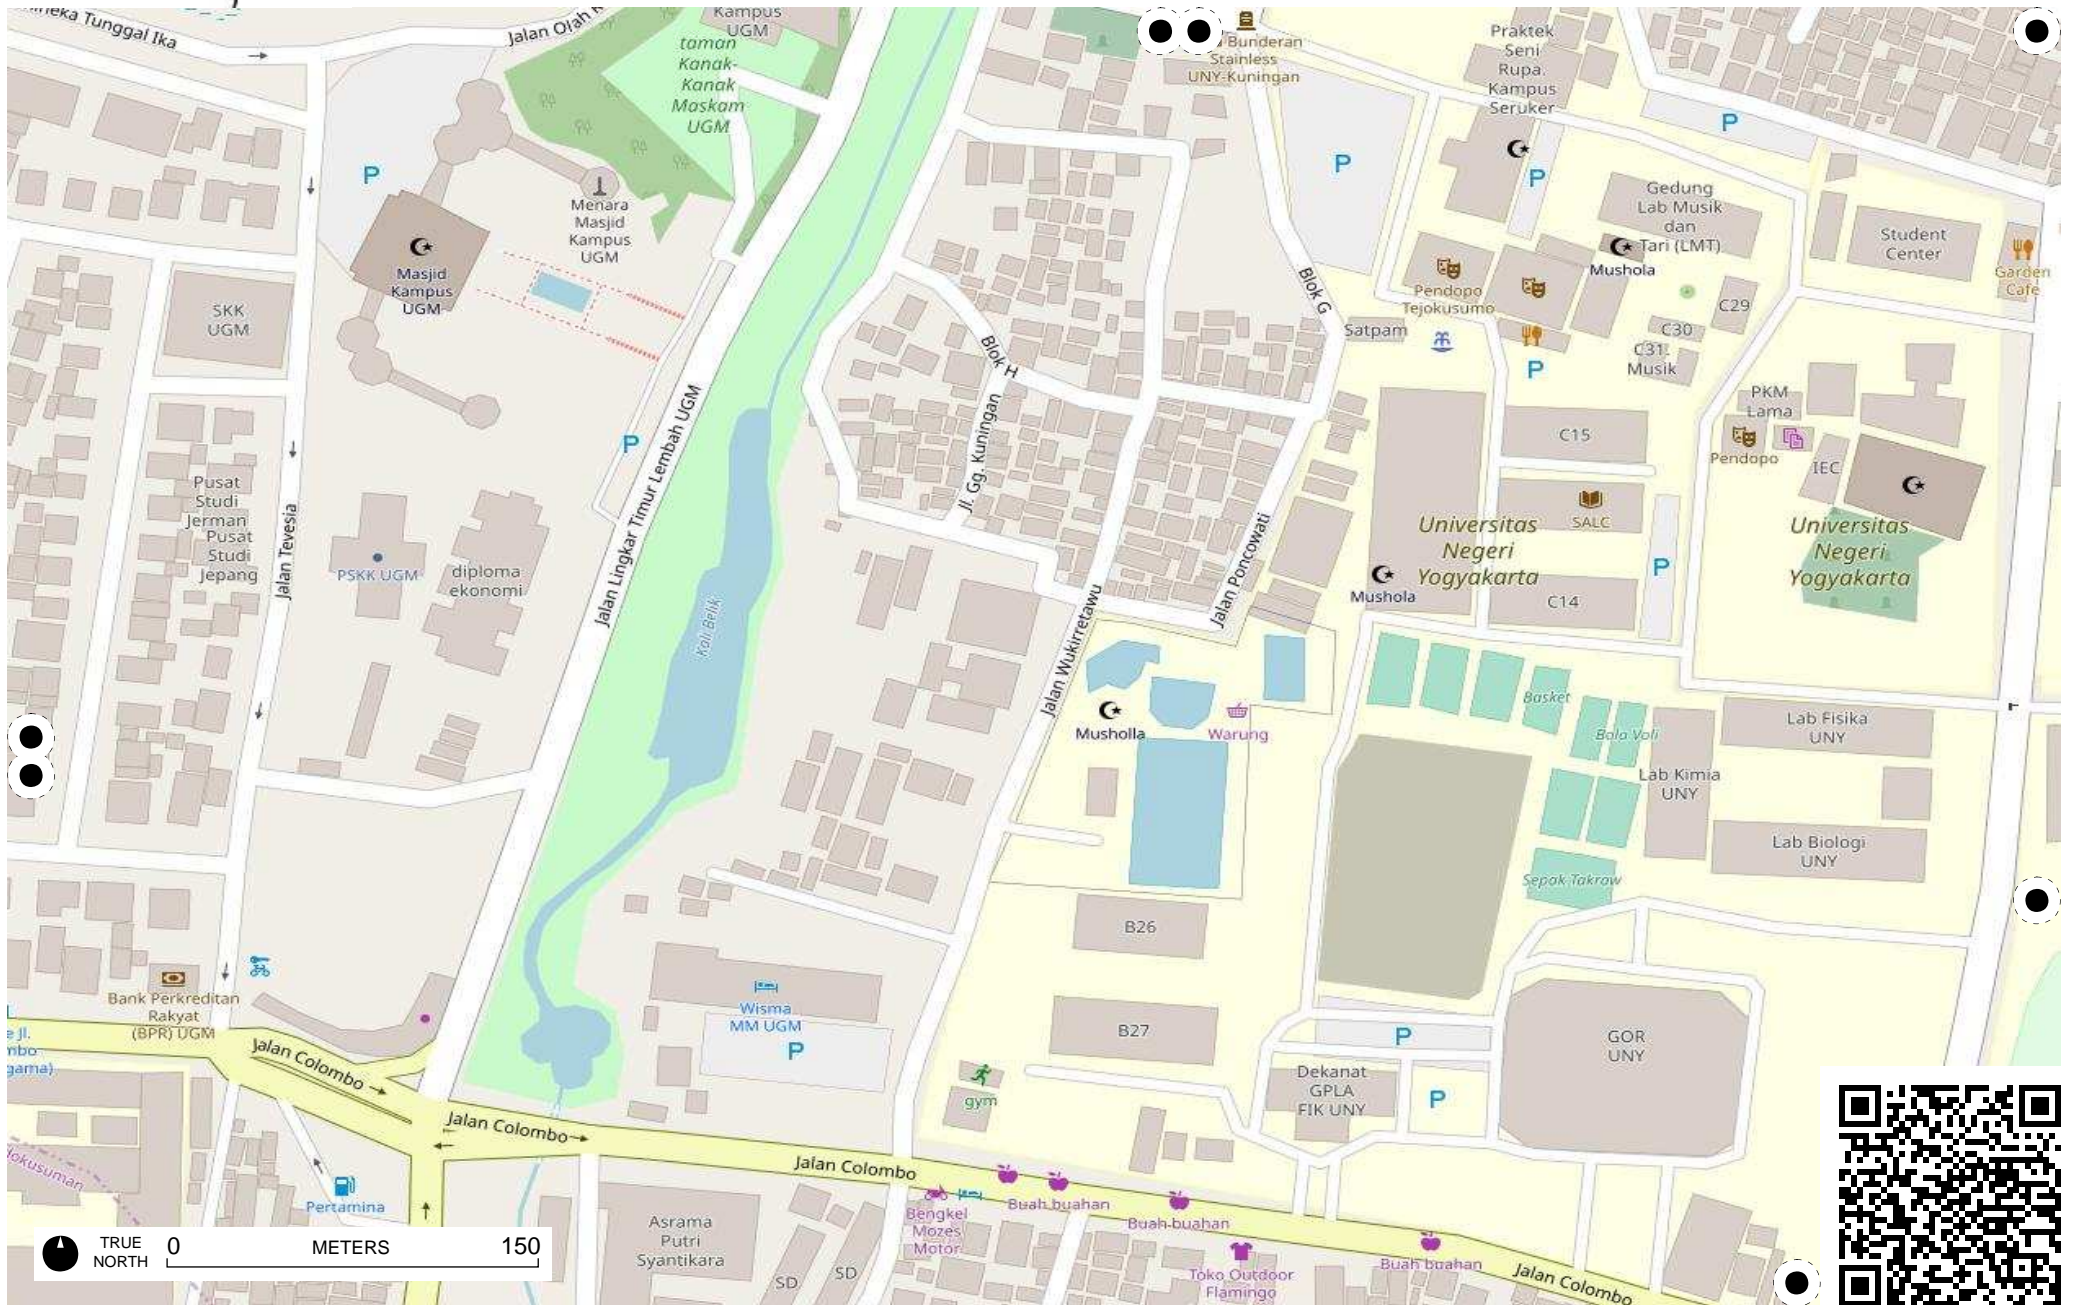 Tunggal Ika
Jalan Olah
Kampus
UGM
taman
Kanak-
Kanak
Maskam
UGM
Bunderan
Stainless
UNY-Kuningan
Praktek
Seni
Rupa.
Kampus
Seruker
P
P
P
P
Menara
Masjid
Kampus
UGM
Masjid
Kampus
UGM
SKK
UGM
Gedung
Lab Musik
dan
Tari (LMT)
Mushola
Student
Center
Garden
Cafe
Blok G
Pendopo
Tejokusumo
Satpam
C29
C30
C31.
Musik
P
Blok H
Jl. Gg. Kuningan
Jalan Lingkar Timur Lembah UGM
P
PKM
Lama
Pendopo
IEC
C15
SALC
Universitas
Negeri
Yogyakarta
Universitas
Negeri
Yogyakarta
P
C14
Mushola
Pusat
Studi
Jerman
Pusat
Studi
Jepang
Jalan Tevesia
PSKK UGM
diploma
ekonomi
Kali Belik
Jalan Poncowati
Jalan Wukirretawu
Musholla
Warung
Basket
Bola Voli
Lab Fisika
UNY
Lab Kimia
UNY
Lab Biologi
UNY
Sepak Takraw
B26
B27
Wisma
MM UGM
P
Bank Perkreditan
Rakyat
(BPR) UGM
e Jl.
mbo
gama)
Jalan Colombo
Jalan Colombo
Jalan Colombo
Jalan Colombo
gym
P
P
Dekanat
GPLA
FIK UNY
GOR
UNY
okusuman
Pertamina
Asrama
Putri
Syantikara
SD
SD
Bengkel
Mozes
Motor
Buah buahan
Buah buahan
Buah buahan
Toko Outdoor
Flamingo
TRUE
NORTH
0 METERS 150